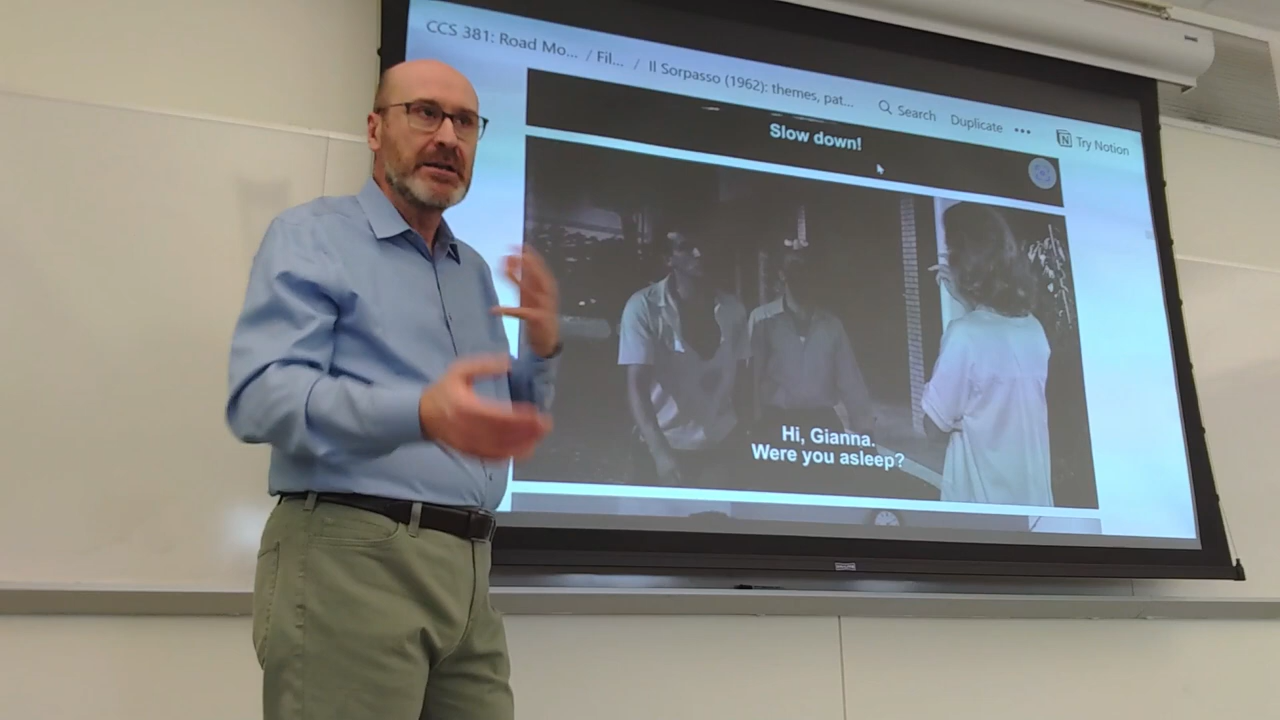 CCS 381: Road Mo... / Fil... / Il Sorpasso (1962): themes, pat...
Search
Duplicate
•••
Try Notion
Slow down!
Hi, Gianna.
Were you asleep?